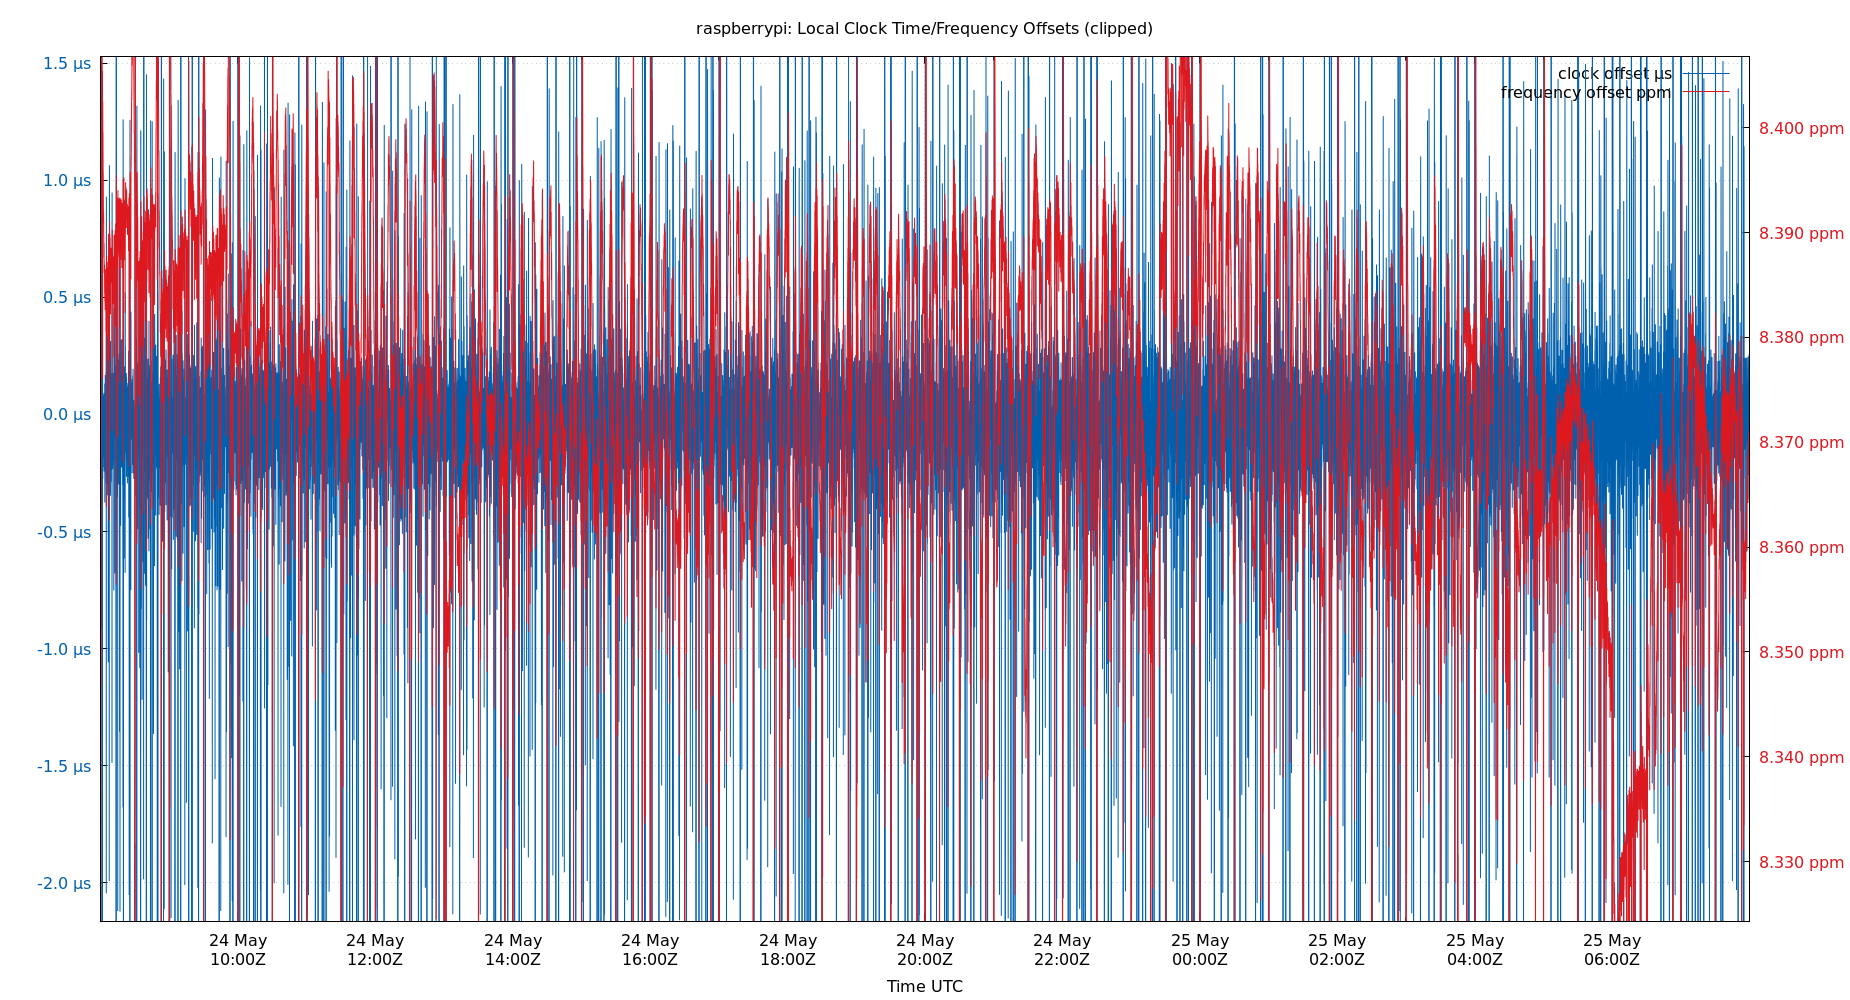 raspberrypi: Local Clock Time/Frequency Offsets (clipped)
clock offset µs
frequency offset ppm
1.5 µs
1.0 µs
0.5 µs
0.0 µs
-0.5 µs
-1.0 µs
-1.5 µs
-2.0 µs
8.400 ppm
8.390 ppm
8.380 ppm
8.370 ppm
8.360 ppm
8.350 ppm
8.340 ppm
8.330 ppm
24 May 24 May 24 May 24 May 24 May 24 May 24 May 25 May 25 May 25 May 25 May
10:00Z 12:00Z 14:00Z 16:00Z 18:00Z 20:00Z 22:00Z 00:00Z 02:00Z 04:00Z 06:00Z
Time UTC